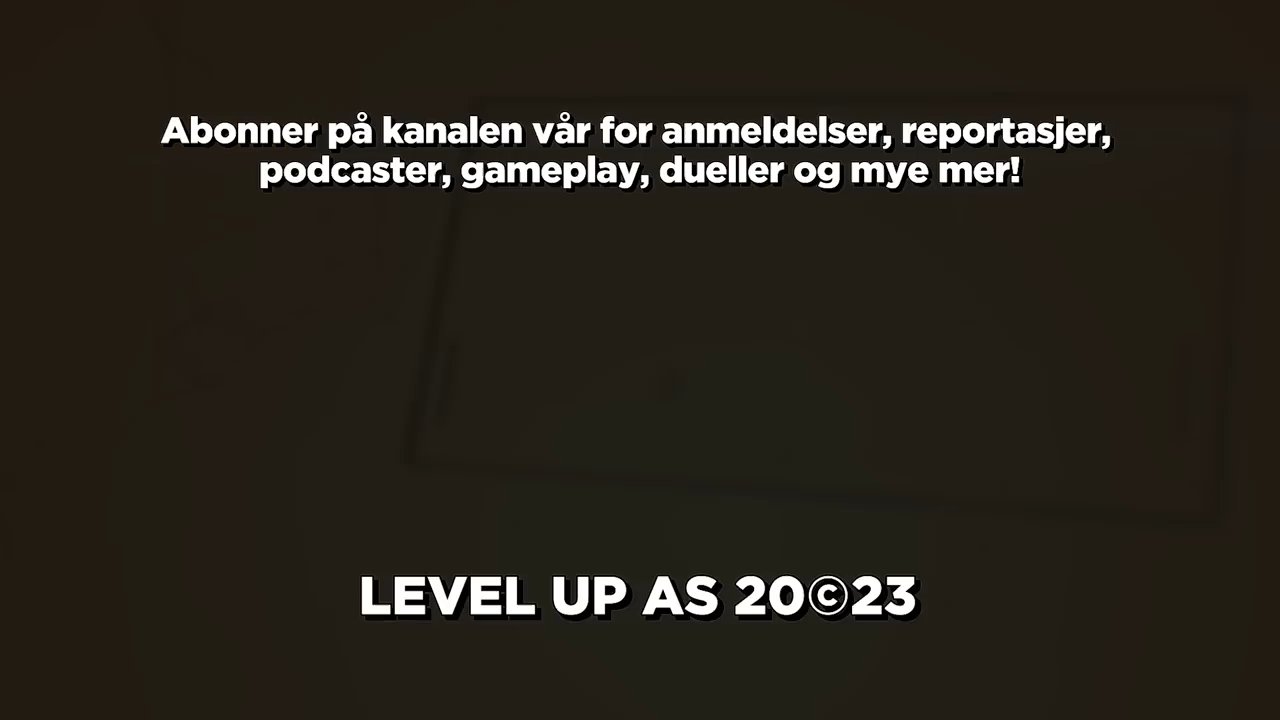 Abonner på kanalen vår for anmeldelser, reportasjer,
podcaster, gameplay, dueller og mye mer!
LEVEL UP AS 20©23